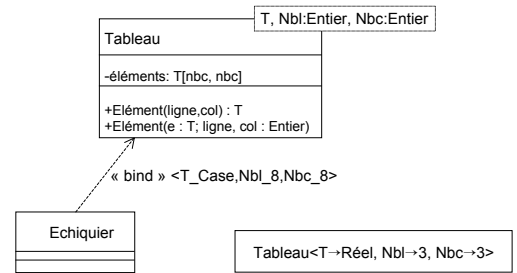 T, Nbl:Entier, Nbc:Entier
Tableau
-éléments: T[nbc, nbc]
+Elément(ligne,col) : T
+Elément(e : T; ligne, col : Entier)
« bind » <T_Case,Nbl_8,Nbc_8>
Echiquier
Tableau<T→Réel, Nbl→3, Nbc→3>